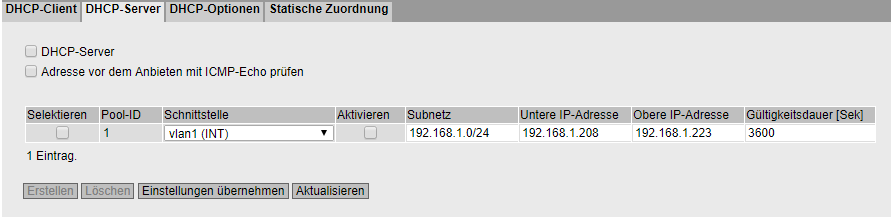 DHCP-Client DHCP-Server DHCP-Optionen Statische Zuordnung
DHCP-Server
Adresse vor dem Anbieten mit ICMP-Echo prüfen
Selektieren Pool-ID Schnittstelle Aktivieren Subnetz Untere IP-Adresse Obere IP-Adresse Gültigkeitsdauer [Sek]
1 vlan1 (INT) 192.168.1.0/24 192.168.1.208 192.168.1.223 3600
1 Eintrag.
Erstellen Löschen Einstellungen übernehmen Aktualisieren